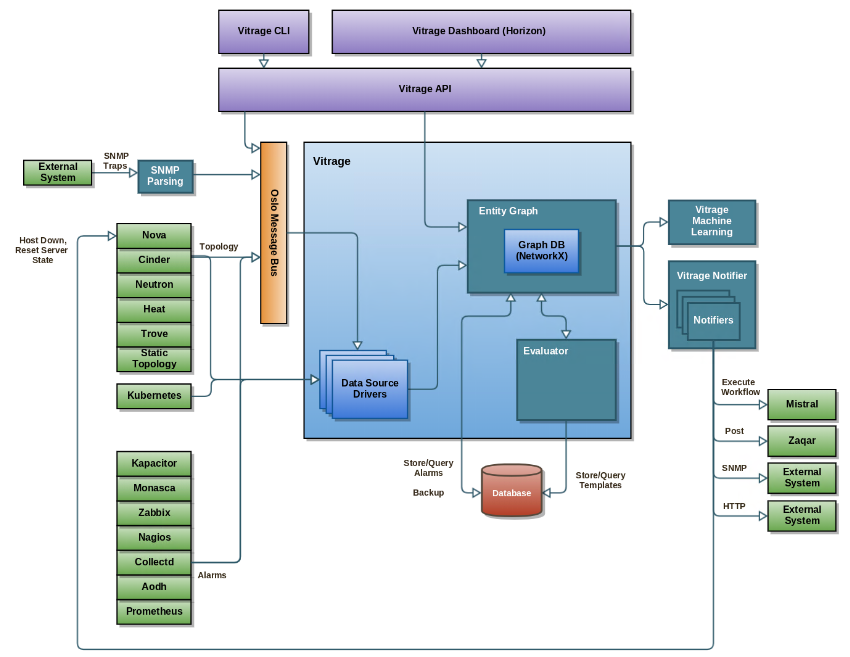 Vitrage CLI
Vitrage Dashboard (Horizon)
Vitrage API
External
System
SNMP
Traps
SNMP
Parsing
Oslo Message Bus
Vitrage
Entity Graph
Graph DB
(NetworkX)
Vitrage
Machine
Learning
Host Down,
Reset Server
State
Nova
Cinder
Neutron
Heat
Trove
Static
Topology
Kubernetes
Topology
Vitrage Notifier
Notifiers
Data Source
Drivers
Evaluator
Execute
Workflow
Mistral
Post
Zaqar
SNMP
External
System
HTTP
External
System
Store/Query
Alarms
Backup
Database
Store/Query
Templates
Kapacitor
Monasca
Zabbix
Nagios
Collectd
Aodh
Prometheus
Alarms